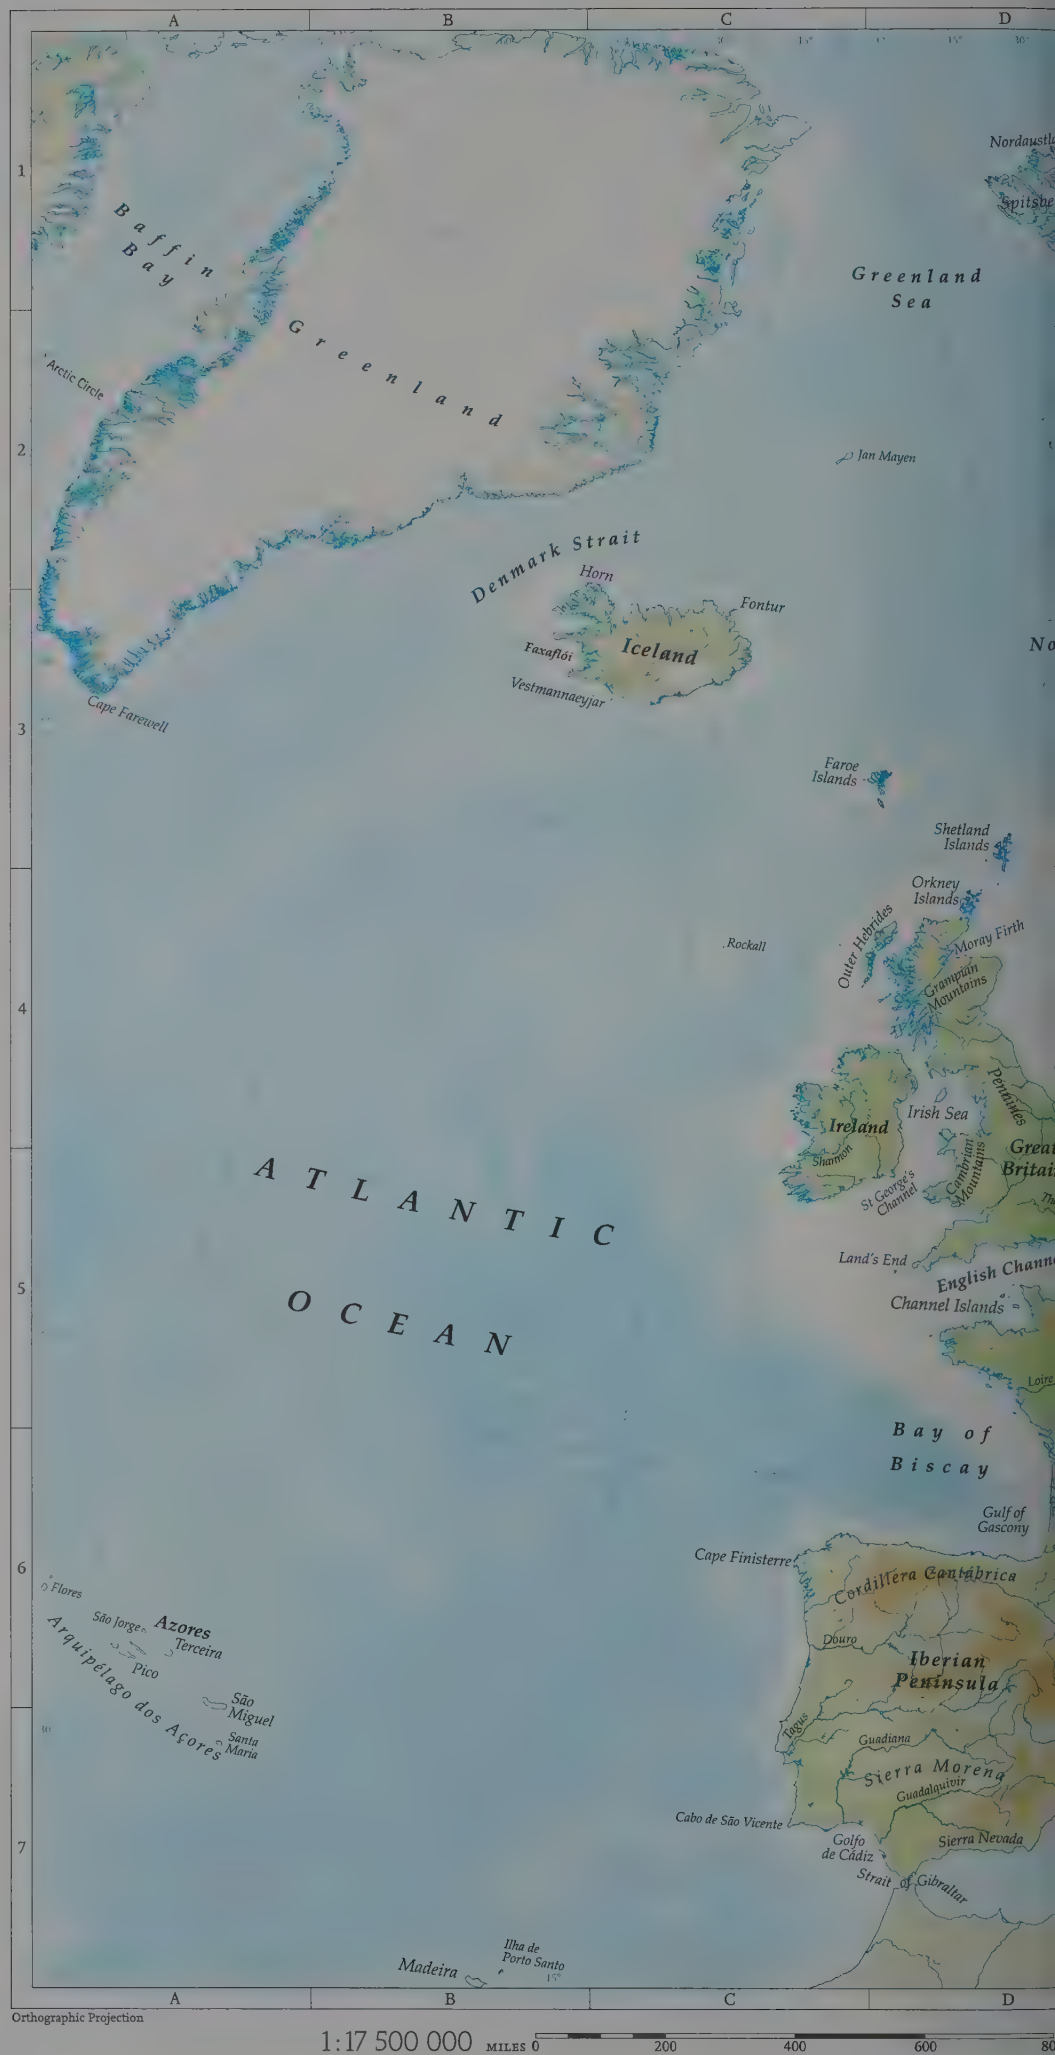 A
B
C
D
1
2
3
4
5
6
7
Baffin
Bay
Greenland
Arctic Circle
Cape Farewell
Greenland
Sea
Jan Mayen
Denmark Strait
Horn
Fontur
Iceland
Faxaflói
Vestmannaeyjar
Faroe
Islands
Shetland
Islands
Orkney
Islands
Outer Hebrides
Rockall
Moray Firth
Grampian
Mountains
Pennines
Irish Sea
Ireland
Shannon
Cambrian
Mountains
St George's
Channel
Land's End
English
Channel Islands
Loire
ATLANTIC
OCEAN
Bay of
Biscay
Gulf of
Gascony
Cape Finisterre
Cordillera Cantábrica
Douro
Iberian
Peninsula
Tagus
Guadiana
Sierra Morena
Guadalquivir
Cabo de São Vicente
Golfo
de Cádiz
Sierra Nevada
Strait of Gibraltar
Flores
São Jorge
Azores
Terceira
Pico
Arquipélago dos Açores
São
Miguel
Santa
Maria
Madeira
Ilha de
Porto Santo
15°
A
B
C
D
Orthographic Projection
1:17 500 000 MILES 0 200 400 600